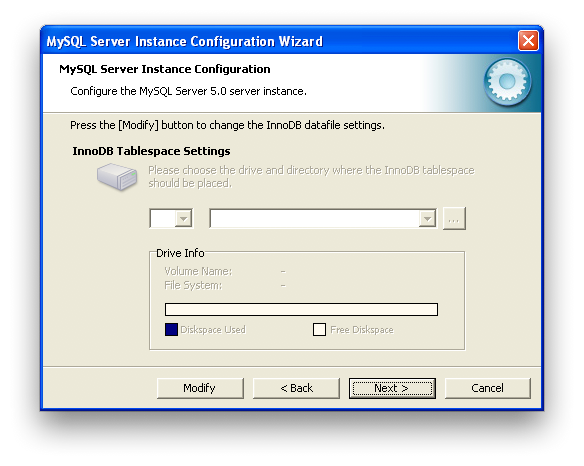 MySQL Server Instance Configuration Wizard
MySQL Server Instance Configuration
Configure the MySQL Server 5.0 server instance.
Press the [Modify] button to change the InnoDB datafile settings.
InnoDB Tablespace Settings
Please choose the drive and directory where the InnoDB tablespace
should be placed.
...
Drive Info
Volume Name: -
File System: -
Diskspace Used Free Diskspace
Modify < Back Next > Cancel